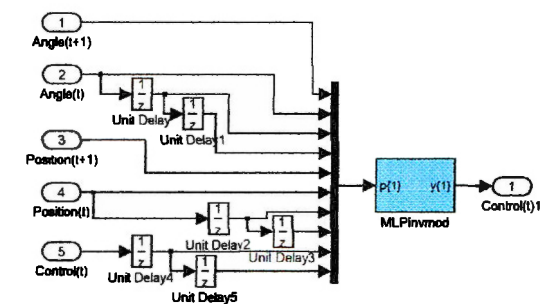 1
Angle(t+1)
2
Angle(t)
1
z
Unit Delay
1
z
Unit Delay1
3
Position(t+1)
4
Position(t)
1
z
Unit Delay2
1
z
Unit Delay3
5
Control(t)
1
z
Unit Delay4
1
z
Unit Delay5
p{1} y{1}
MLPinvmod
1
Control(t)1